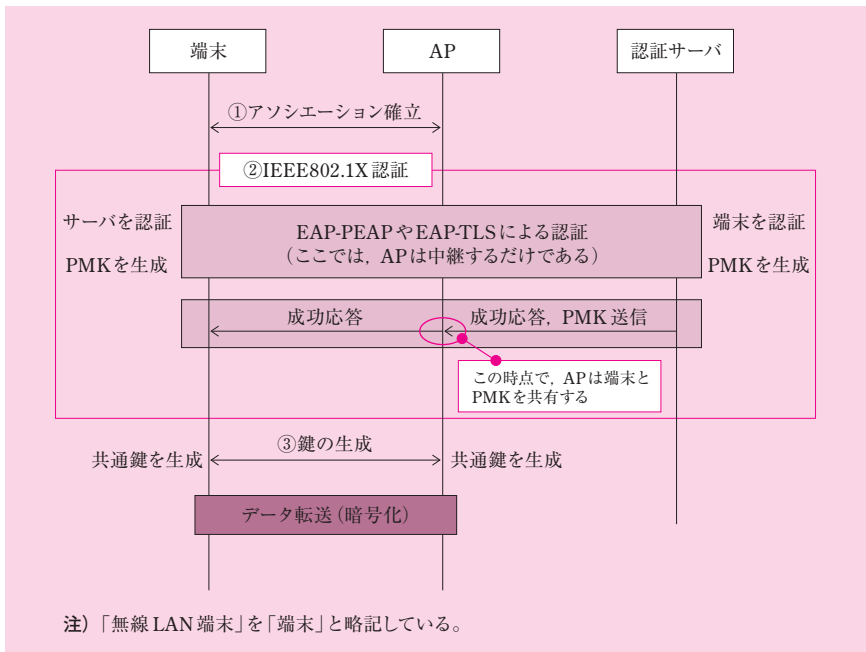 端末
AP
認証サーバ
①アソシエーション確立
②IEEE802.1X認証
サーバを認証
PMKを生成
EAP-PEAPやEAP-TLSによる認証
(ここでは，APは中継するだけである)
端末を認証
PMKを生成
成功応答
成功応答，PMK送信
この時点で，APは端末と
PMKを共有する
③鍵の生成
共通鍵を生成
共通鍵を生成
データ転送(暗号化)
注）「無線LAN端末」を「端末」と略記している。